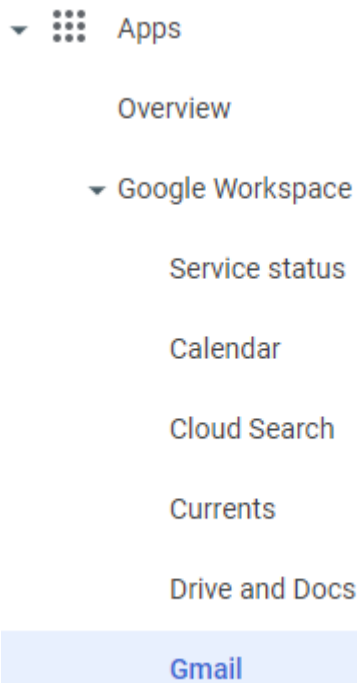 Apps
Overview
Google Workspace
Service status
Calendar
Cloud Search
Currents
Drive and Docs
Gmail